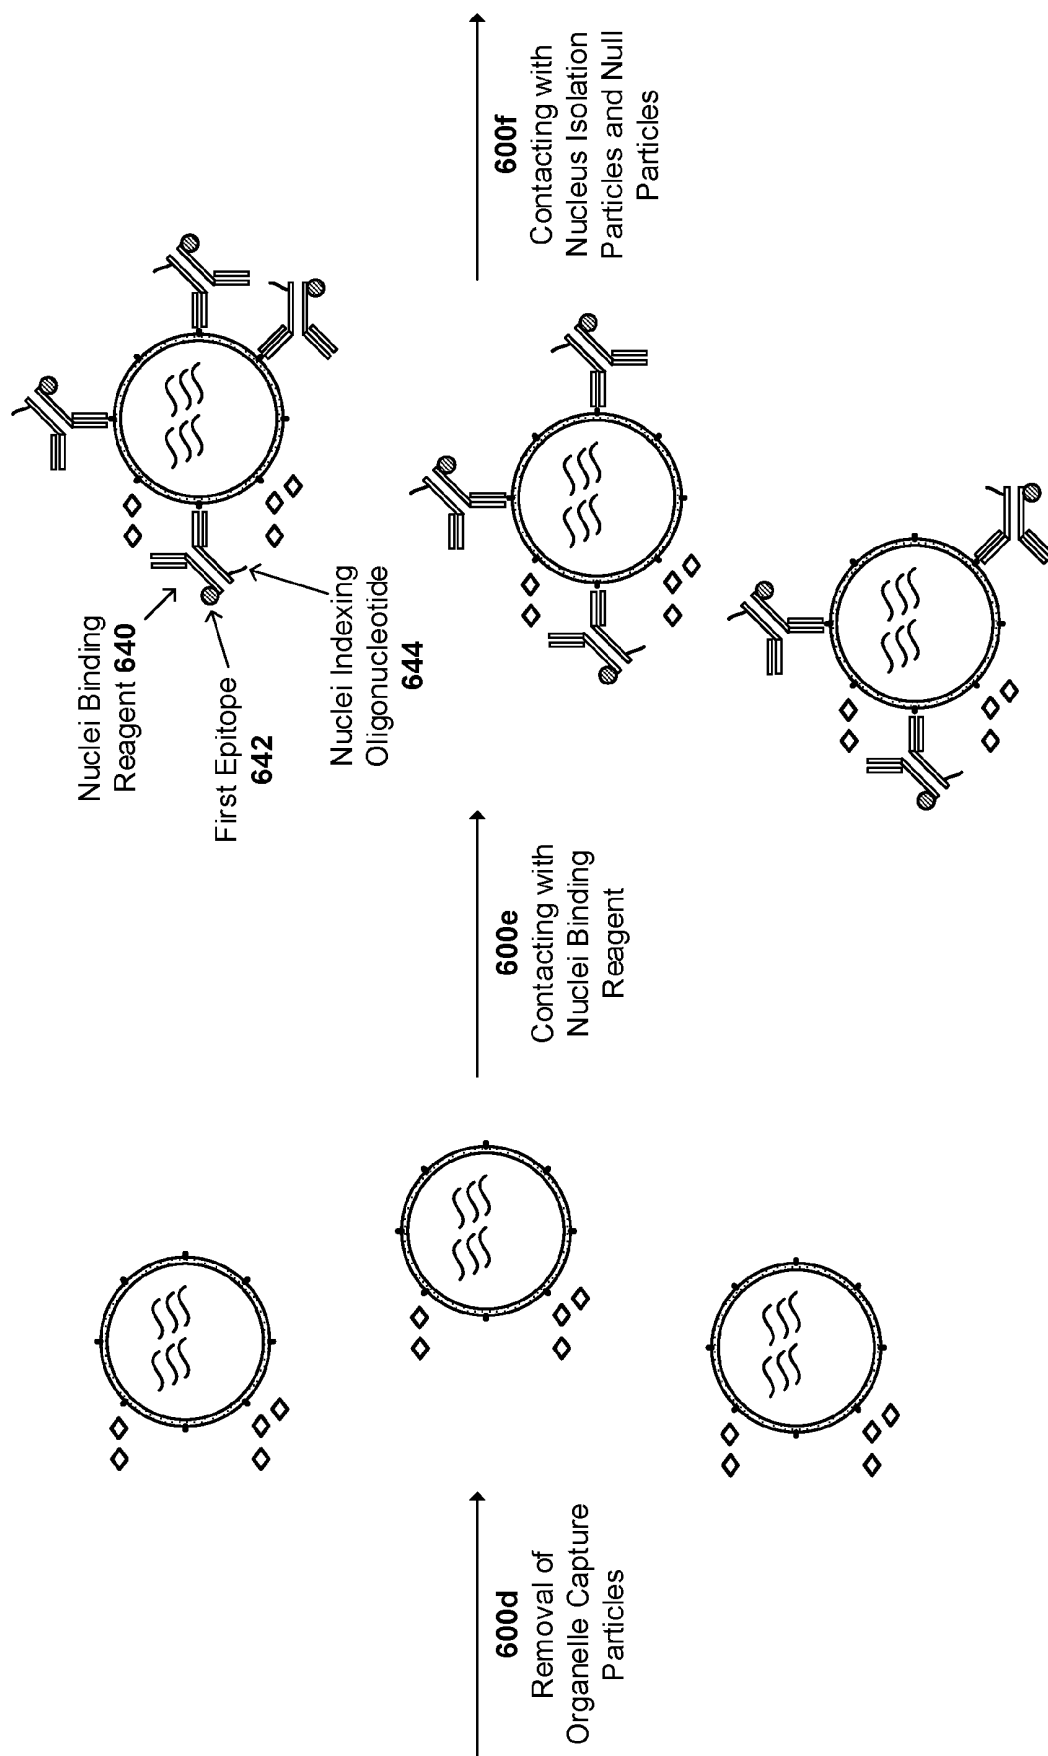 600d
Removal of
Organelle Capture
Particles
600e
Contacting with
Nuclei Binding
Reagent
Nuclei Binding
Reagent 640
First Epitope
642
Nuclei Indexing
Oligonucleotide
644
600f
Contacting with
Nucleus Isolation
Particles and Null
Particles